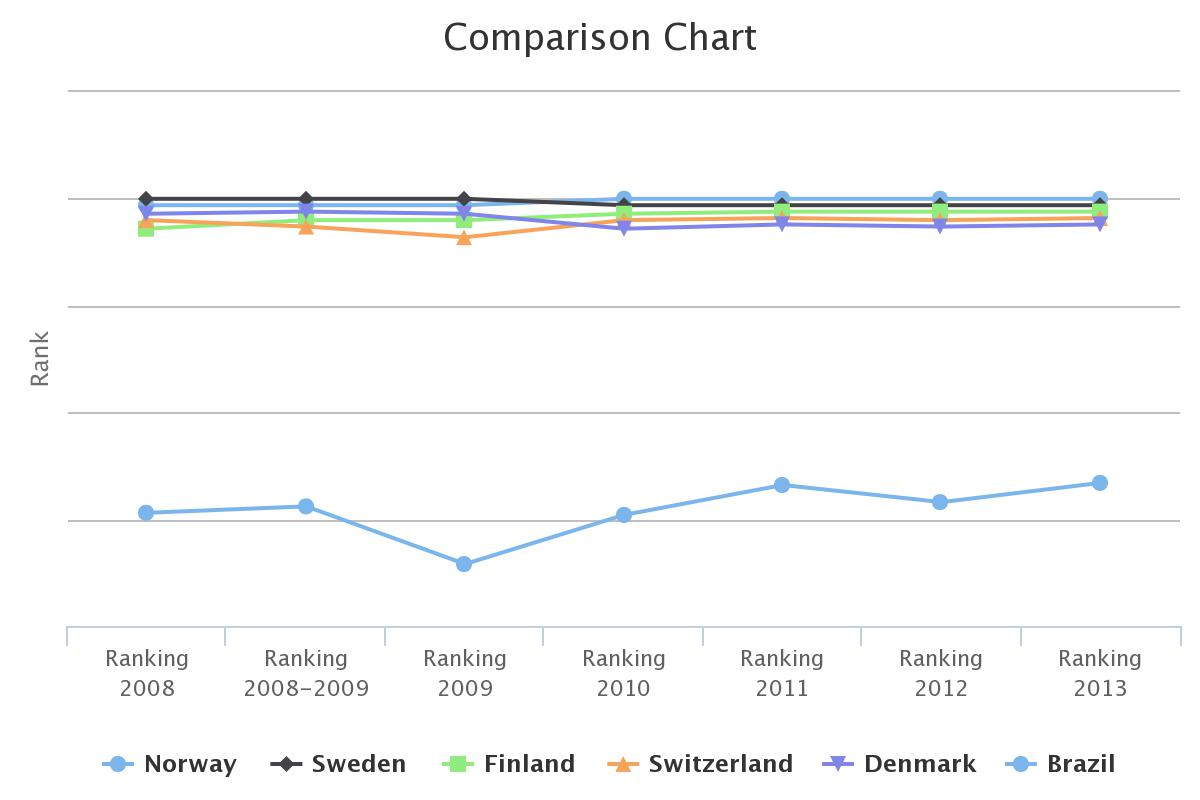 Comparison Chart
Rank
Ranking 2008
Ranking 2008-2009
Ranking 2009
Ranking 2010
Ranking 2011
Ranking 2012
Ranking 2013
Norway Sweden Finland Switzerland Denmark Brazil